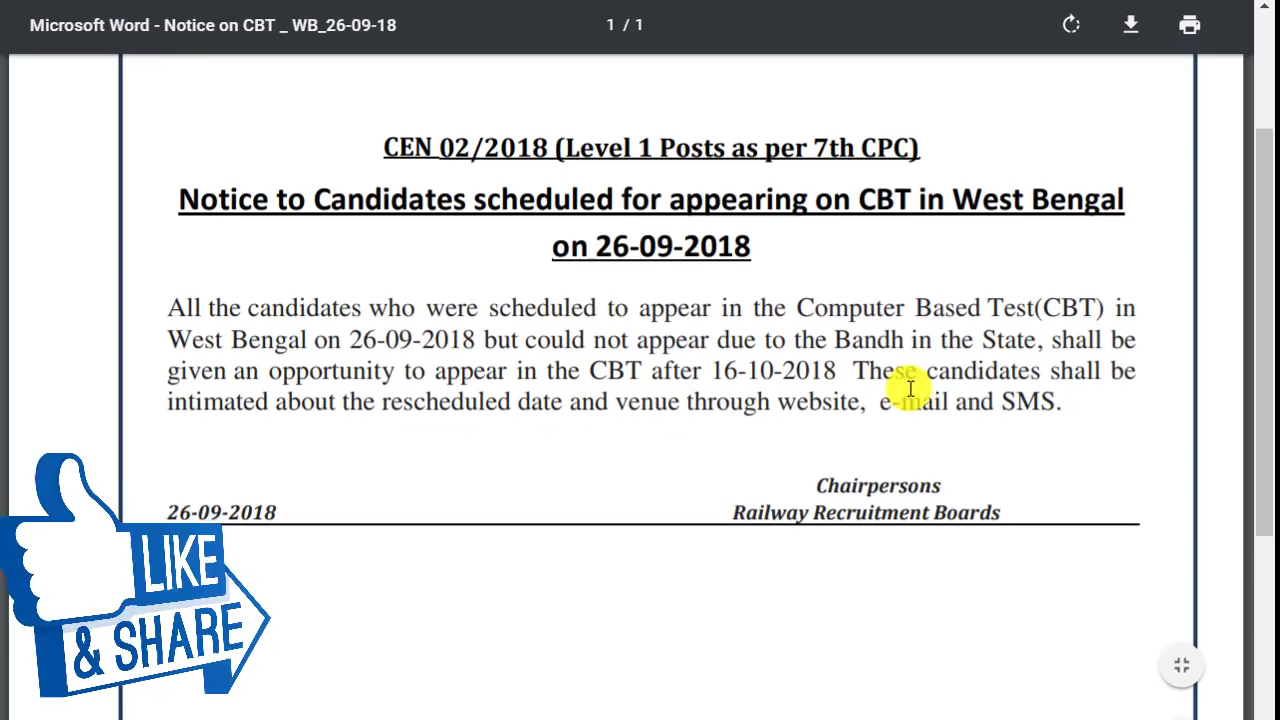 Microsoft Word - Notice on CBT _ WB_26-09-18
1 / 1
CEN 02/2018 (Level 1 Posts as per 7th CPC)
Notice to Candidates scheduled for appearing on CBT in West Bengal
on 26-09-2018
All the candidates who were scheduled to appear in the Computer Based Test(CBT) in
West Bengal on 26-09-2018 but could not appear due to the Bandh in the State, shall be
given an opportunity to appear in the CBT after 16-10-2018 These candidates shall be
intimated about the rescheduled date and venue through website, e-mail and SMS.
Chairpersons
26-09-2018 Railway Recruitment Boards
LIKE
& SHARE